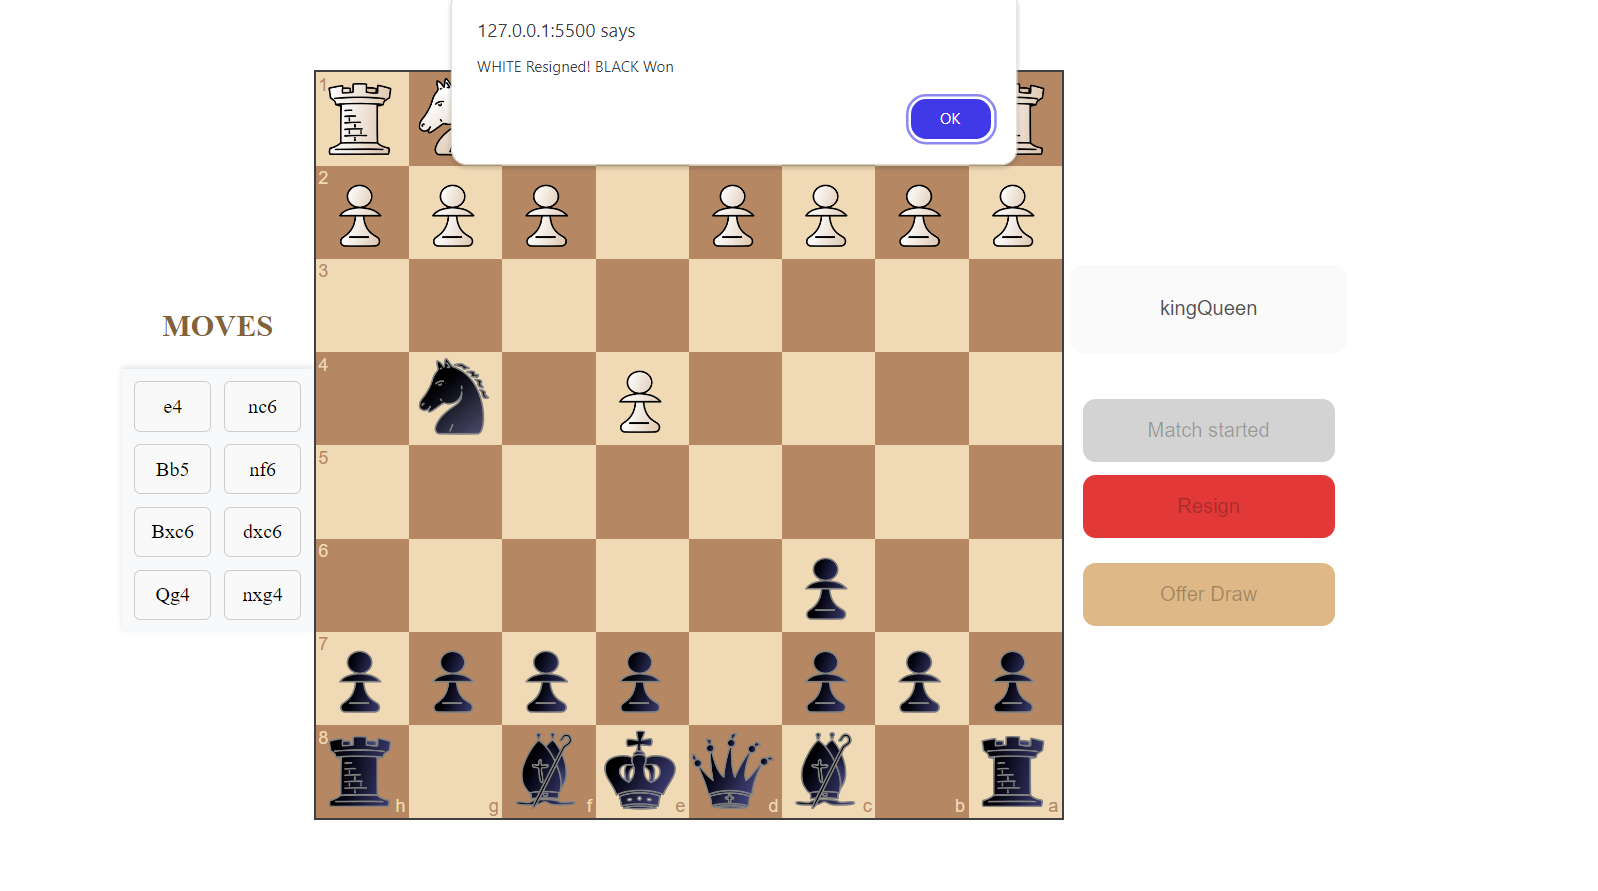 127.0.0.1:5500 says
WHITE Resigned! BLACK Won
OK
MOVES
e4 nc6
Bb5 nf6
Bxc6 dxc6
Qg4 nxg4
1
2
3
4
5
6
7
8
h g f e d c b a
kingQueen
Match started
Resign
Offer Draw